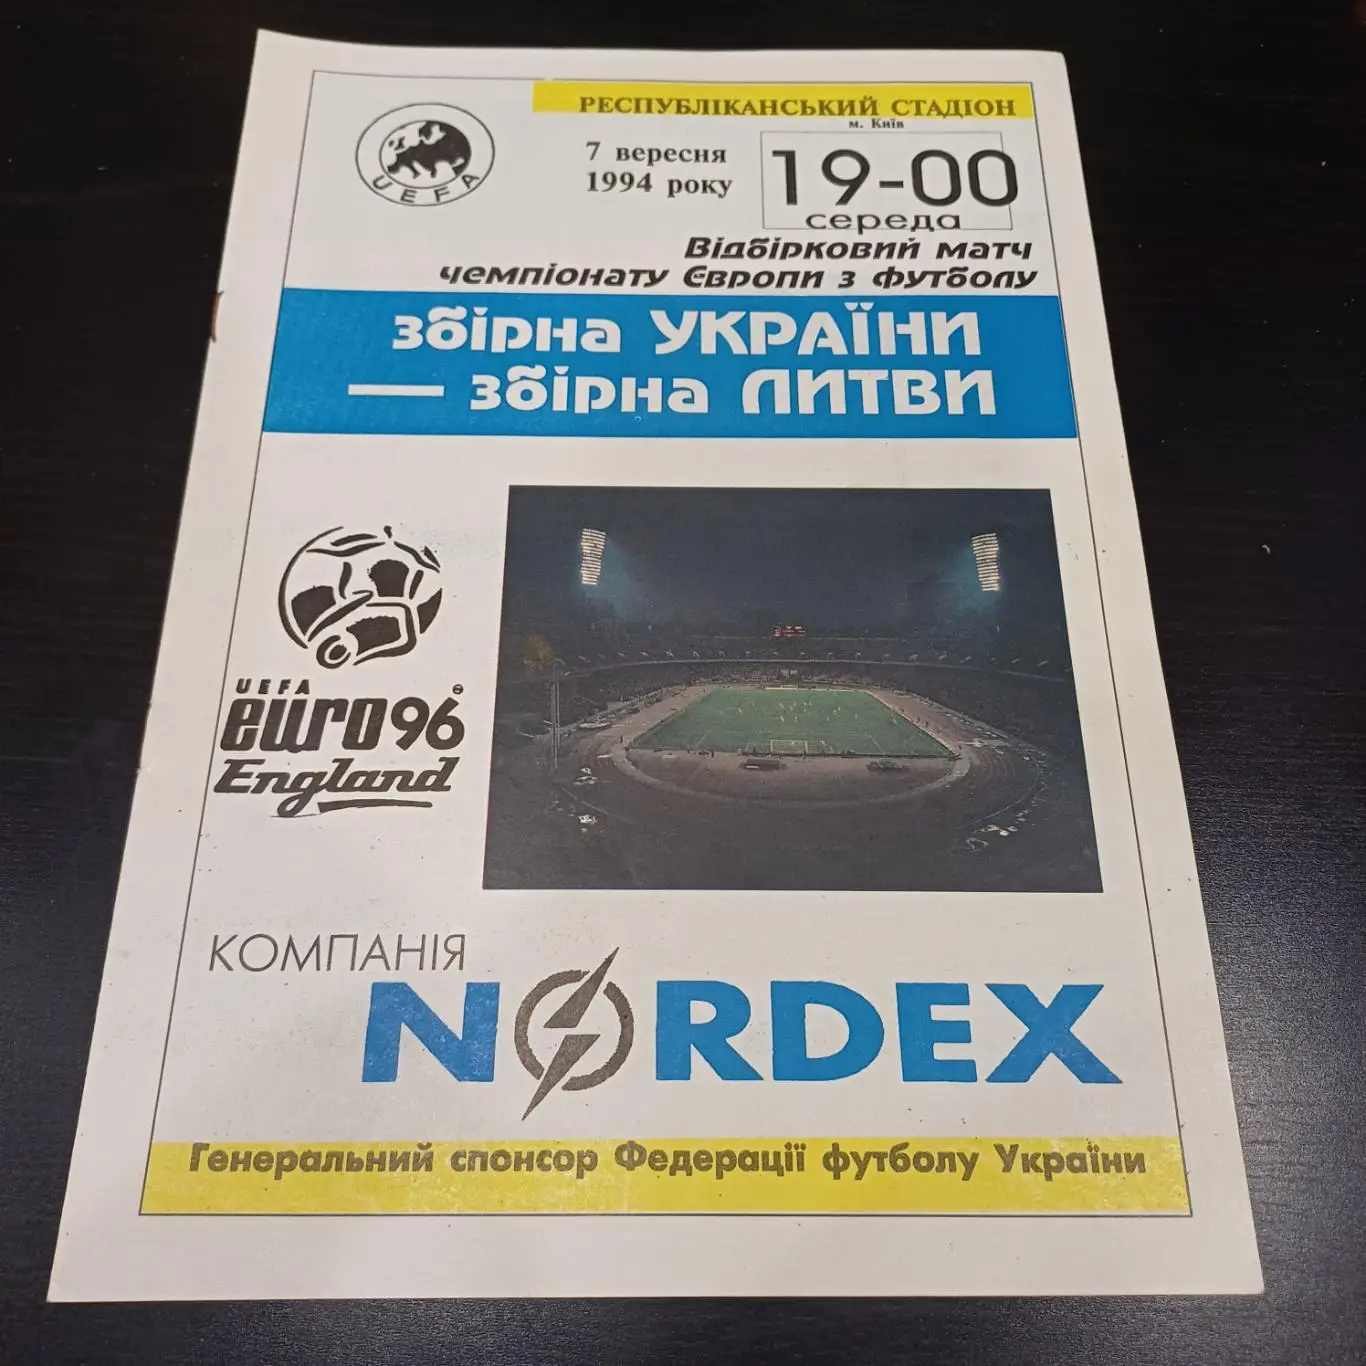 РЕСПУБЛІКАНСЬКИЙ СТАДІОН
м. Київ
UEFA
7 вересня
1994 року
19-00
середа
Відбірковий матч
чемпіонату Європи з футболу
збірна УКРАЇНИ
— збірна ЛИТВИ
UEFA
euro96
England
КОМПАНІЯ
NORDEX
Генеральний спонсор Федерації футболу України